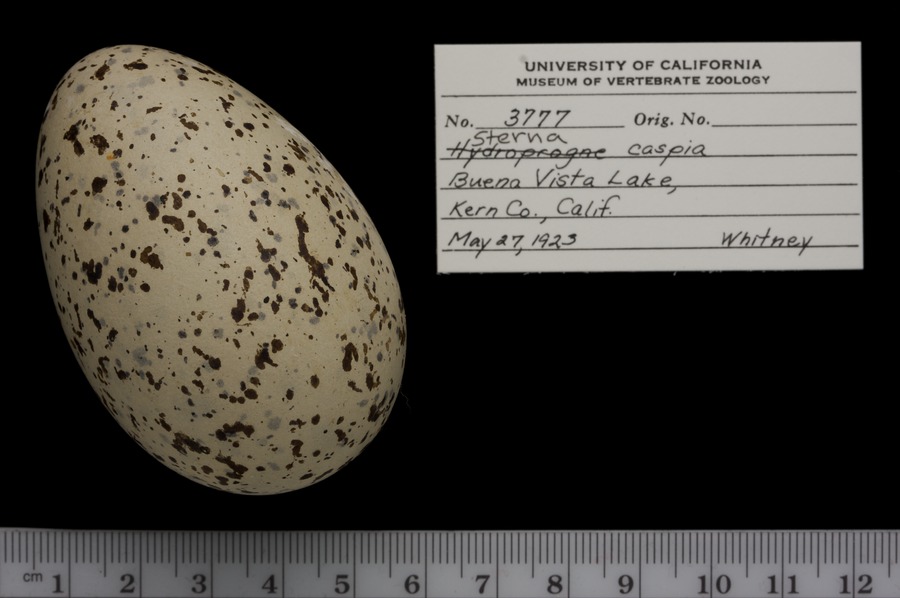 UNIVERSITY OF CALIFORNIA
MUSEUM OF VERTEBRATE ZOOLOGY
No. 3777 Orig. No.
Sterna
Hydroprogne caspia
Buena Vista Lake,
Kern Co., Calif.
May 27, 1923 Whitney
cm 1 2 3 4 5 6 7 8 9 10 11 12